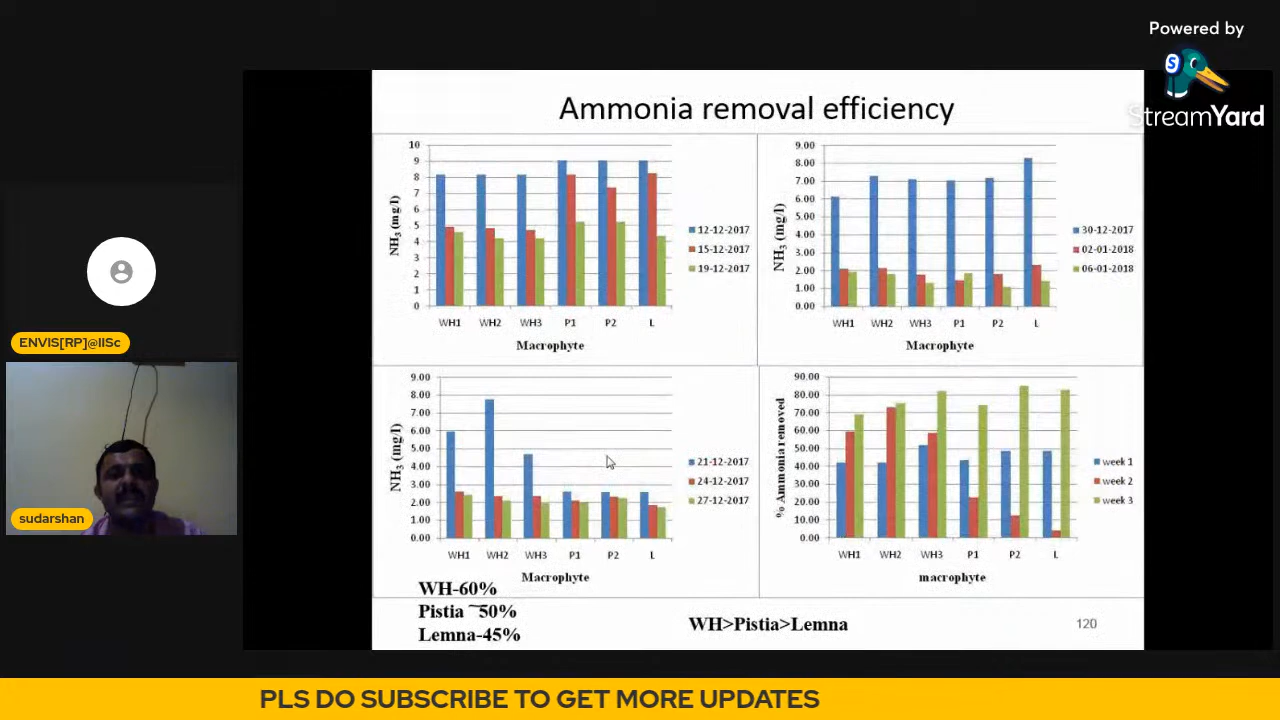 Powered by
StreamYard
Ammonia removal efficiency
10
9
8
7
6
5
4
3
2
1
0
NH3 (mg/l)
WH1 WH2 WH3 P1 P2 L
Macrophyte
12-12-2017
15-12-2017
19-12-2017
9.00
8.00
7.00
6.00
5.00
4.00
3.00
2.00
1.00
0.00
NH3 (mg/l)
WH1 WH2 WH3 P1 P2 L
Macrophyte
30-12-2017
02-01-2018
06-01-2018
ENVIS[RP]@IISc
sudarshan
9.00
8.00
7.00
6.00
5.00
4.00
3.00
2.00
1.00
0.00
NH3 (mg/l)
WH1 WH2 WH3 P1 P2 L
Macrophyte
21-12-2017
24-12-2017
27-12-2017
90.00
80.00
70.00
60.00
50.00
40.00
30.00
20.00
10.00
0.00
% Ammonia removed
WH1 WH2 WH3 P1 P2 L
macrophyte
week 1
week 2
week 3
WH-60%
Pistia ~50%
Lemna-45%
WH>Pistia>Lemna
120
PLS DO SUBSCRIBE TO GET MORE UPDATES